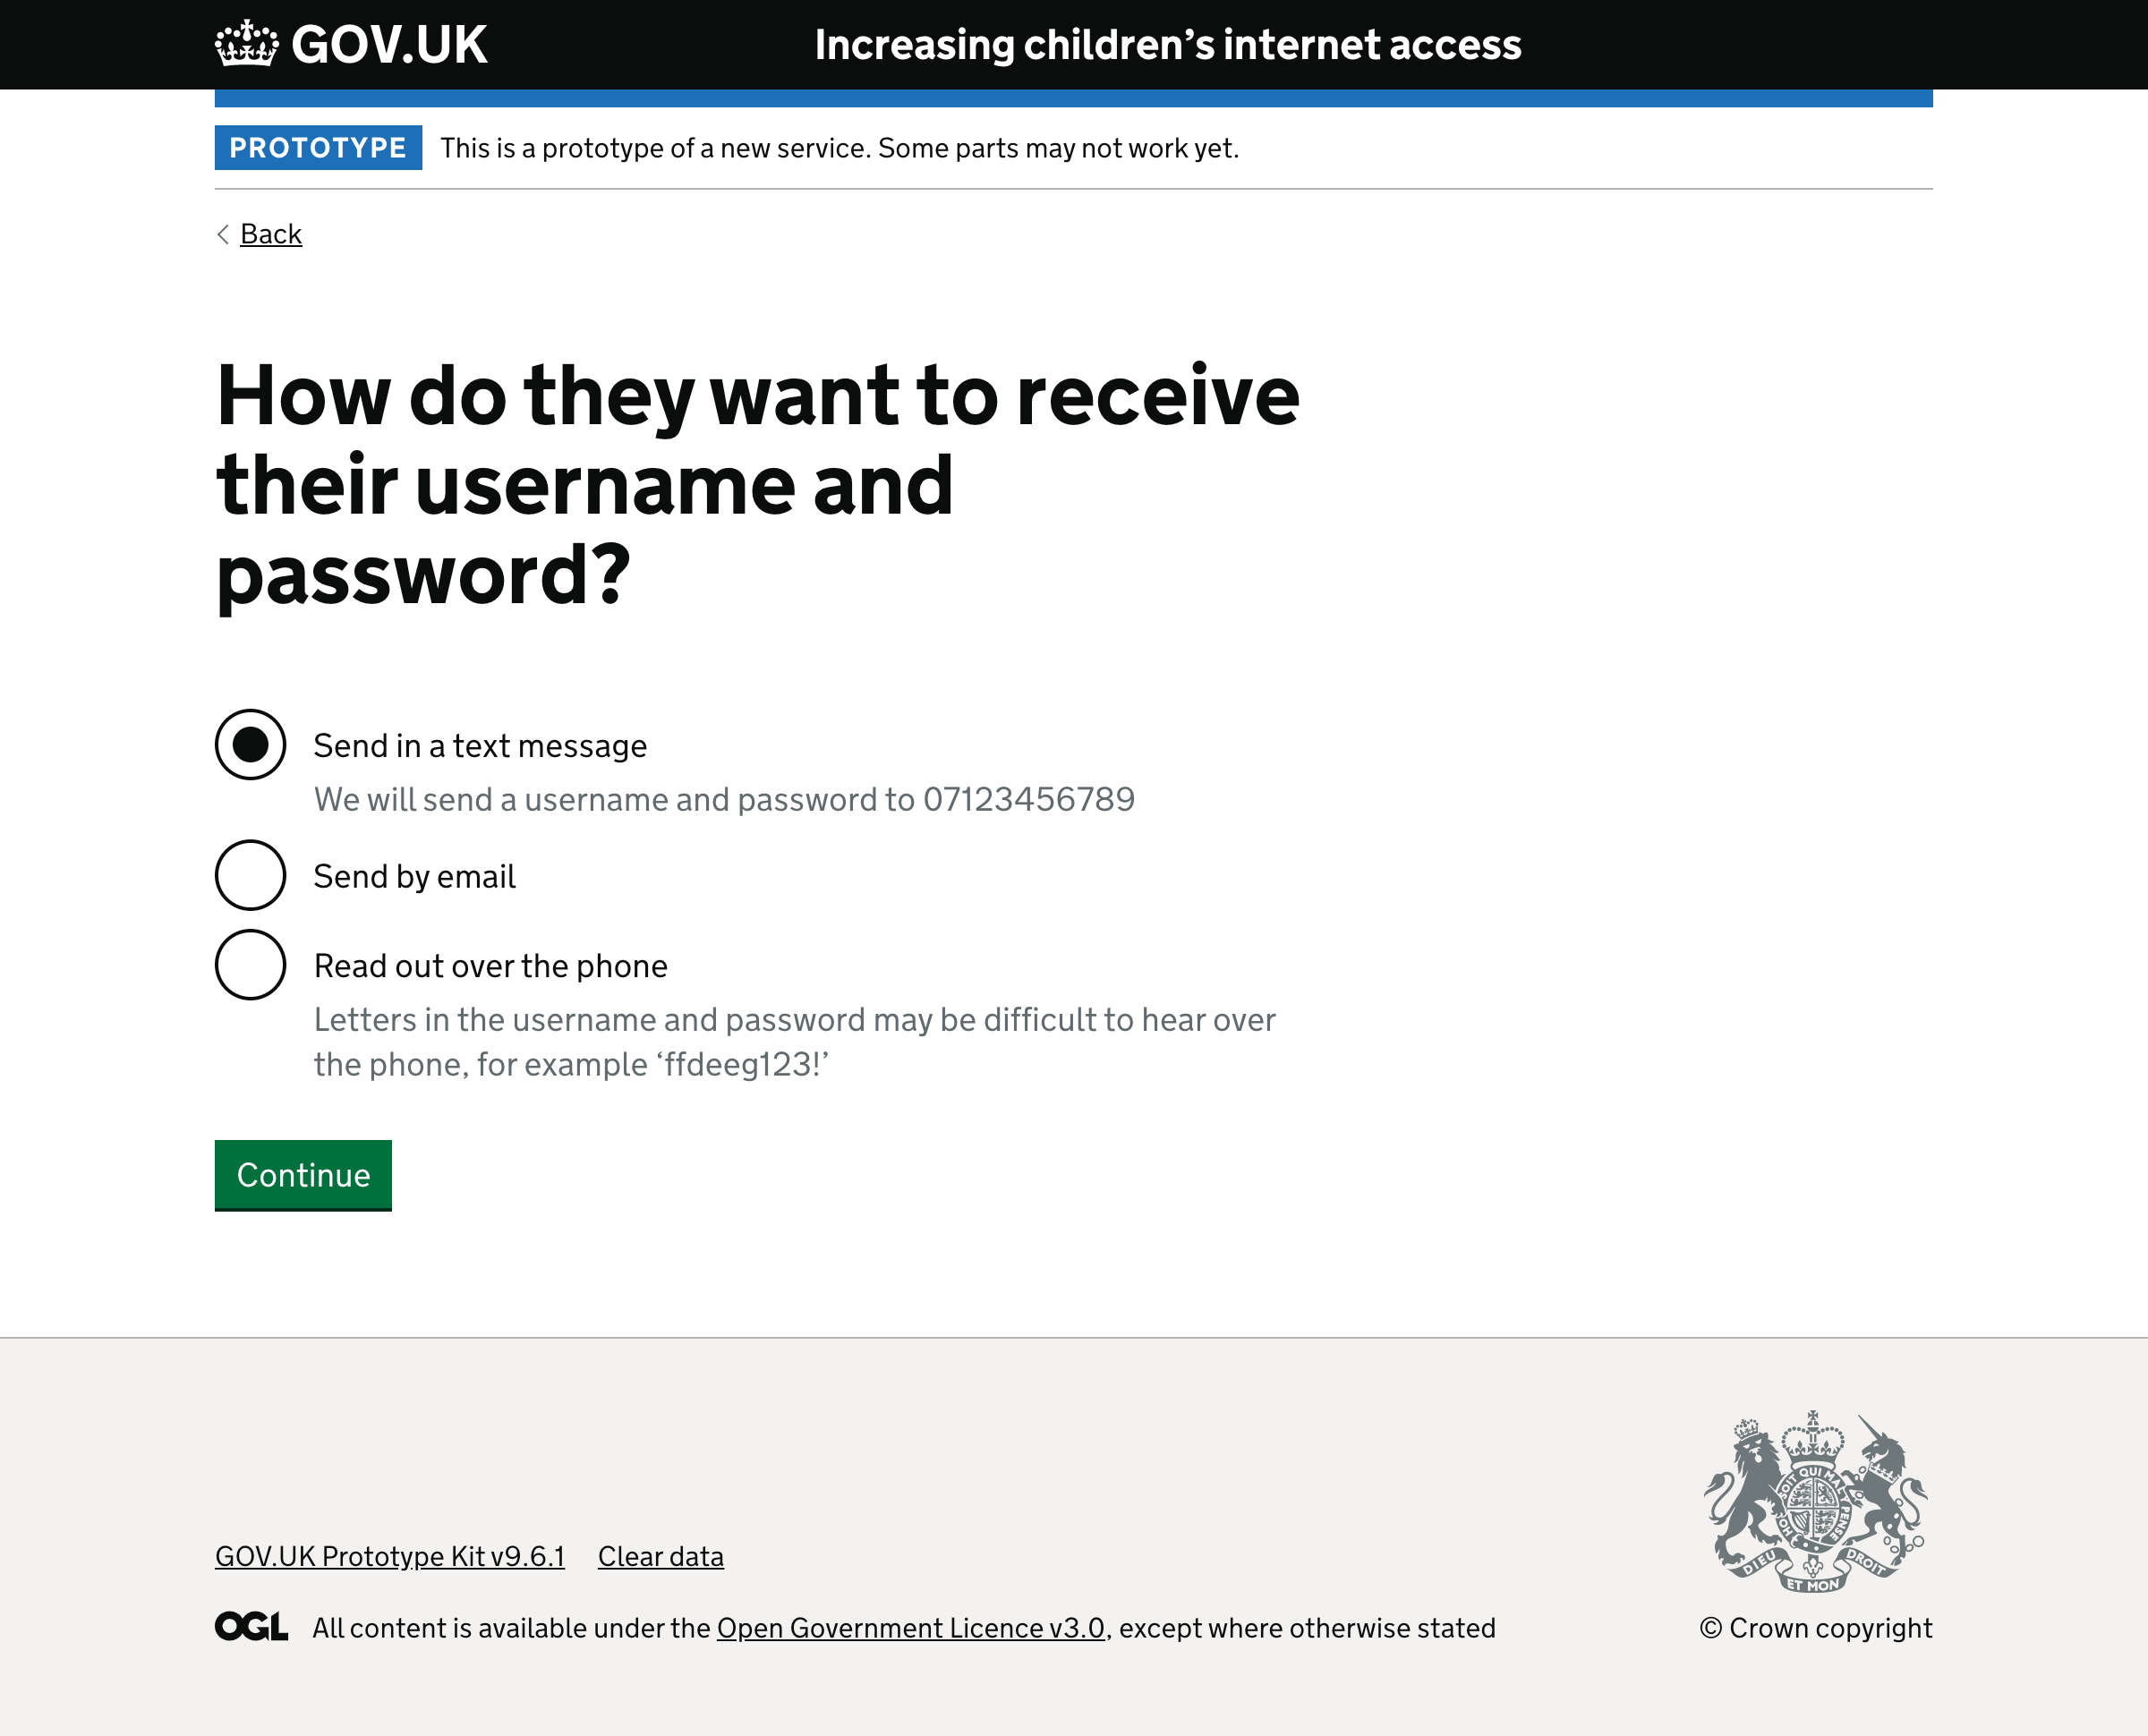 GOV.UK
Increasing children’s internet access
PROTOTYPE
This is a prototype of a new service. Some parts may not work yet.
Back
How do they want to receive
their username and
password?
Send in a text message
We will send a username and password to 07123456789
Send by email
Read out over the phone
Letters in the username and password may be difficult to hear over
the phone, for example ‘ffdeeg123!’
Continue
GOV.UK Prototype Kit v9.6.1
Clear data
OGL
All content is available under the Open Government Licence v3.0, except where otherwise stated
SOIT QUI MAL Y PENSE
HO
DIEU
ET MON
DROIT
© Crown copyright